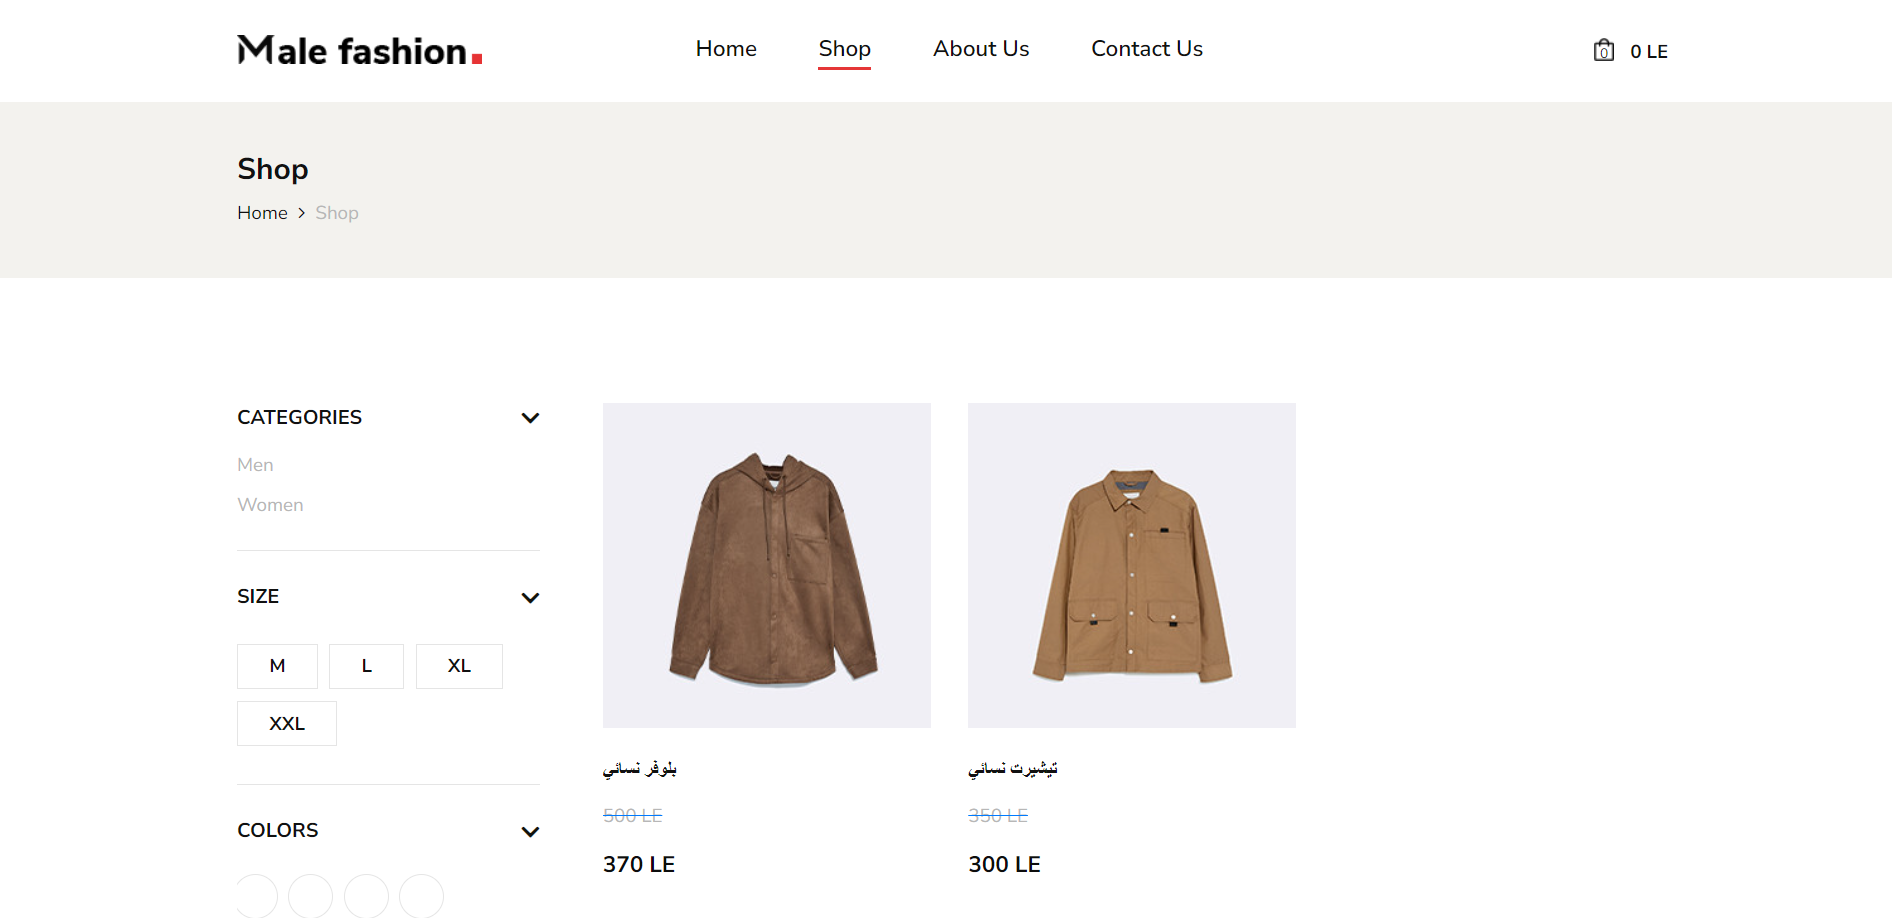 Male fashion.
Home Shop About Us Contact Us
0 0 LE
Shop
Home > Shop
CATEGORIES
Men
Women
SIZE
M L XL
XXL
COLORS
بلوفر نسائي
500 LE
370 LE
تيشيرت نسائي
350 LE
300 LE